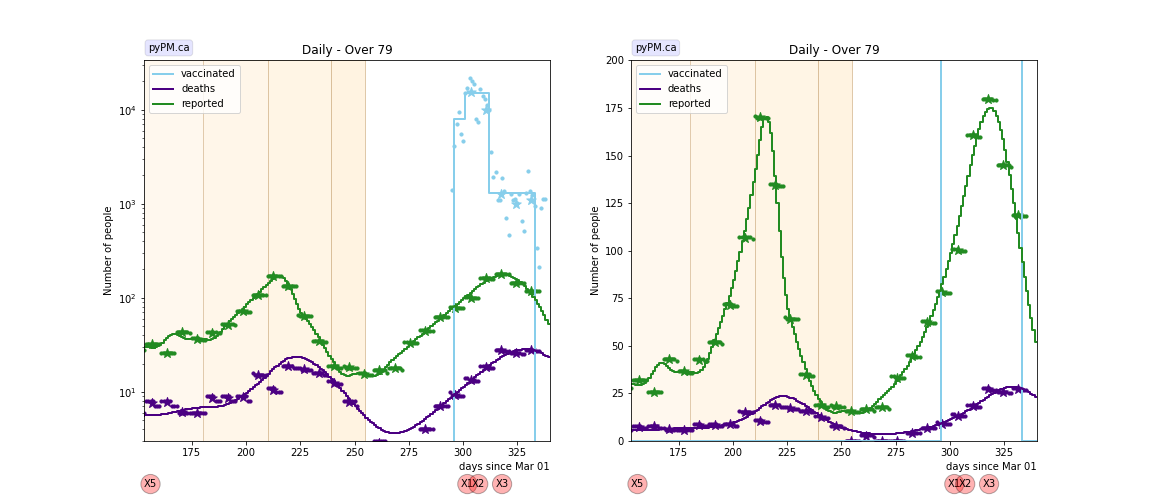 pyPM.ca
Daily - Over 79
vaccinated
deaths
reported
Number of people
10⁴
10³
10²
10¹
175
200
225
250
275
300
325
days since Mar 01
X5
X1
X2
X3
pyPM.ca
Daily - Over 79
vaccinated
deaths
reported
Number of people
200
175
150
125
100
75
50
25
0
175
200
225
250
275
300
325
days since Mar 01
X5
X1
X2
X3